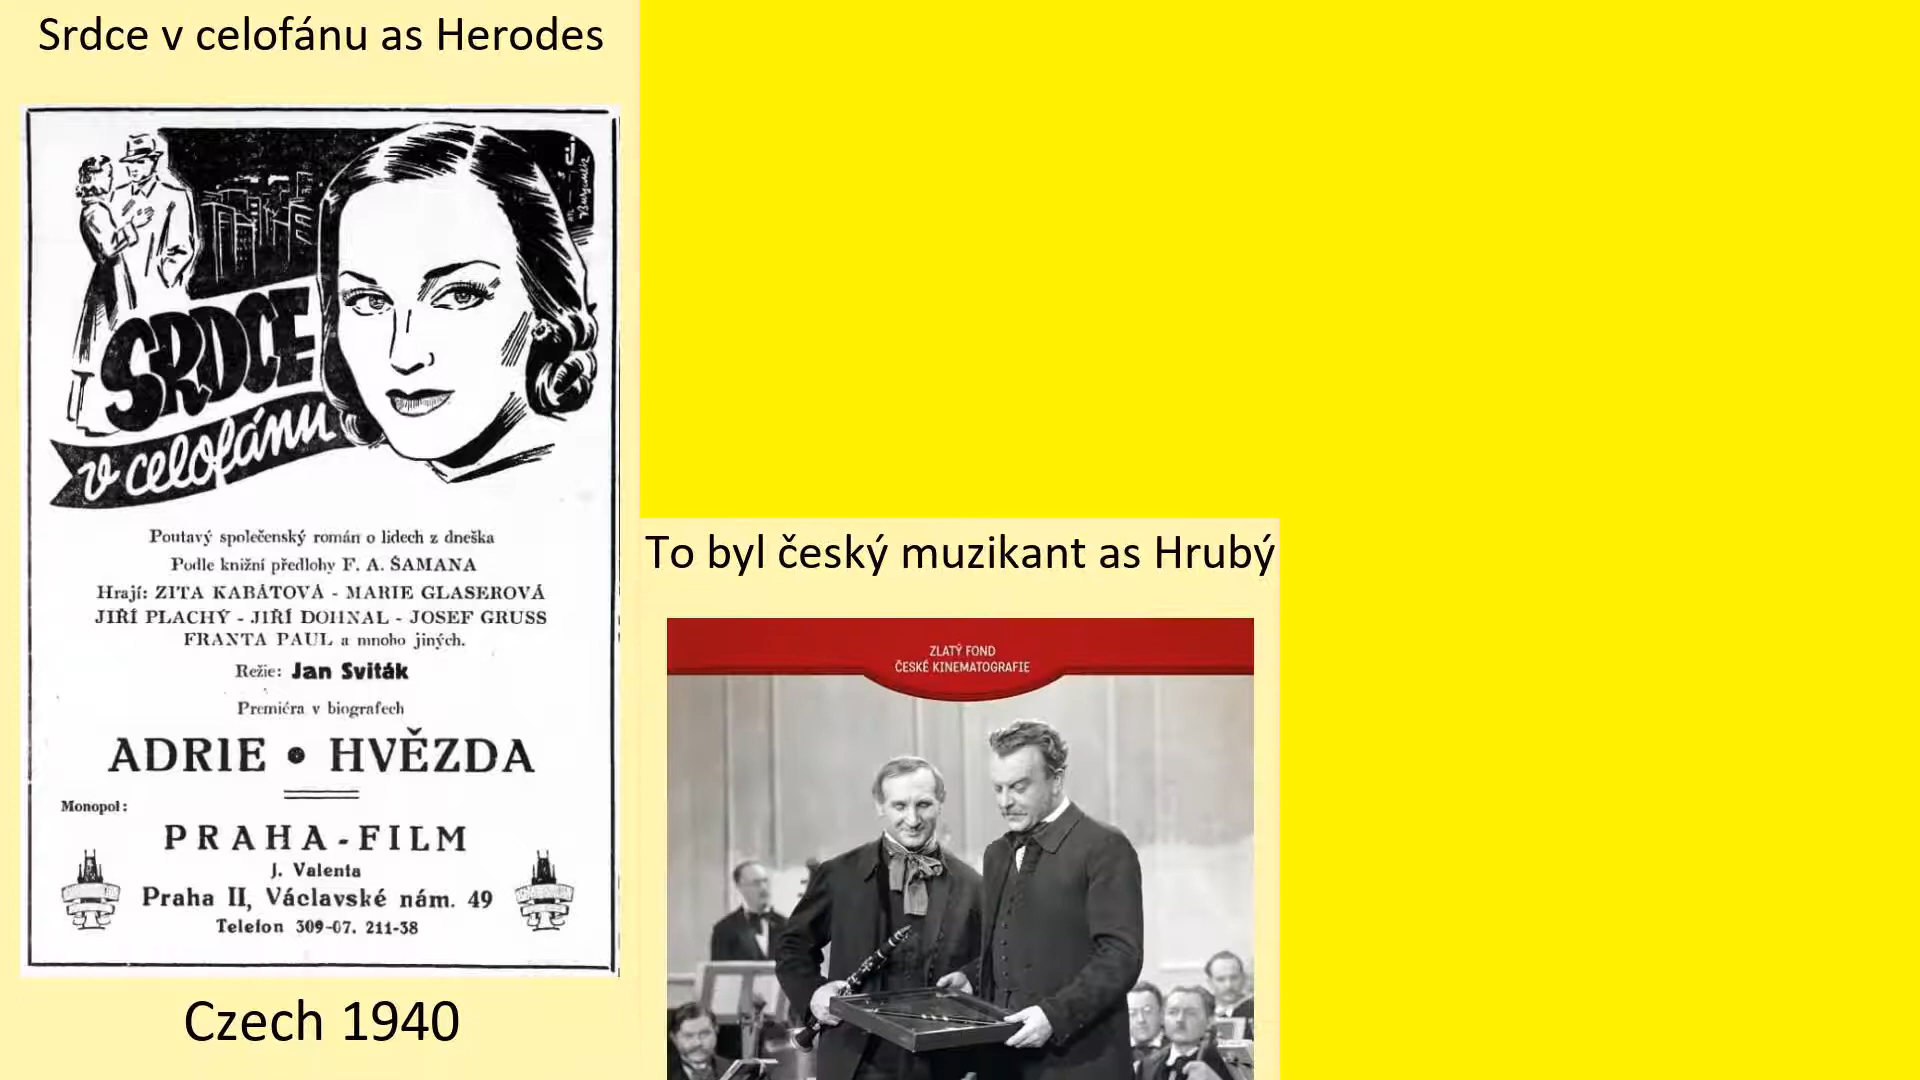 Srdce v celofánu as Herodes
SRDCE
v celofánu
Poutavý společenský román o lidech z dneška
Podle knižní předlohy F. A. ŠAMANA
Hrají: ZITA KABÁTOVÁ - MARIE GLASEROVÁ
JIŘÍ PLACHÝ - JIŘÍ DOHNAL - JOSEF GRUSS
FRANTA PAUL a mnoho jiných.
Režie: Jan Sviták
Premiéra v biografech
ADRIE • HVĚZDA
Monopol:
PRAHA-FILM
J. Valenta
Praha II, Václavské nám. 49
Telefon 309-07. 211-38
Czech 1940
To byl český muzikant as Hrubý
ZLATÝ FOND
ČESKÉ KINEMATOGRAFIE